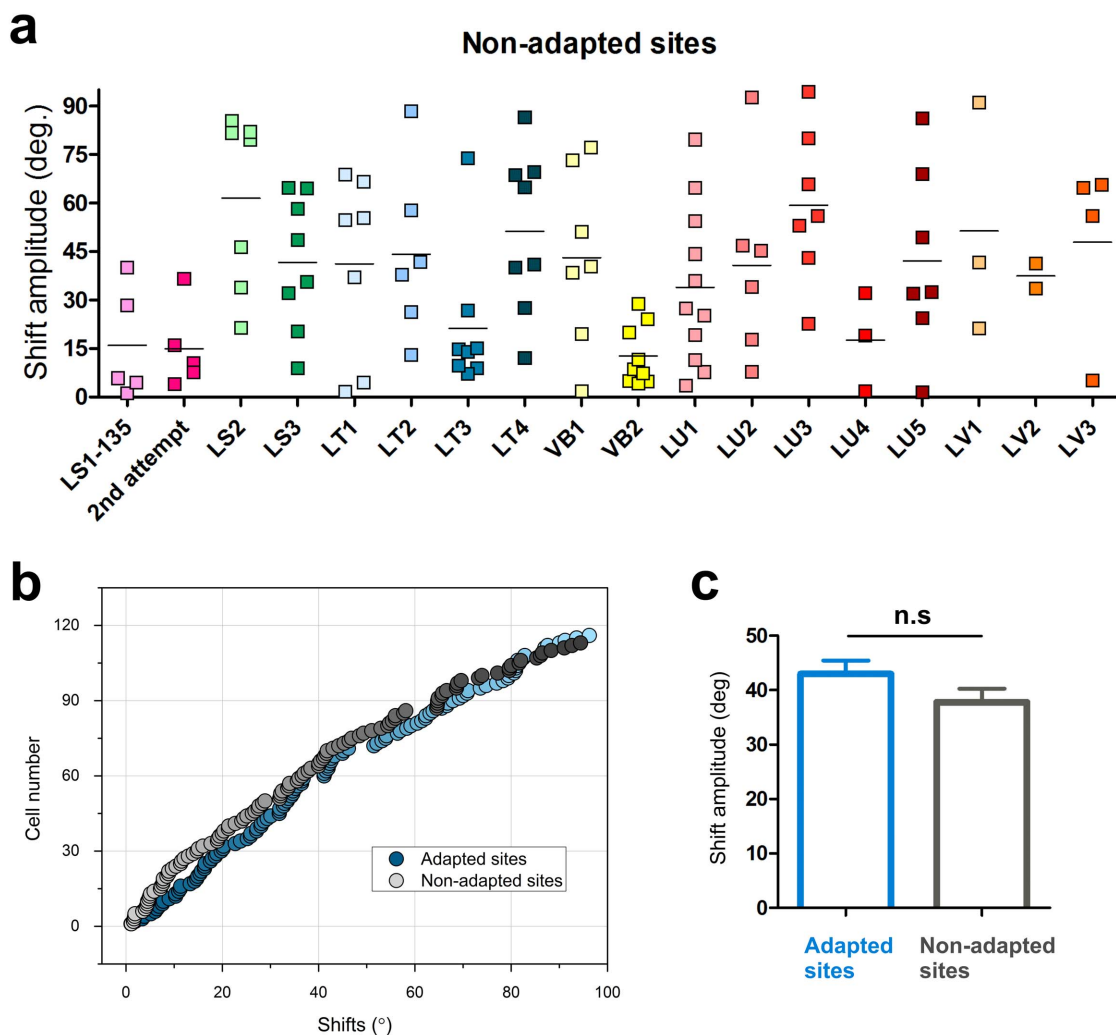 a
Non-adapted sites
Shift amplitude (deg.)
90
75
60
45
30
15
0
LS1-135
2nd attempt
LS2
LS3
LT1
LT2
LT3
LT4
VB1
VB2
LU1
LU2
LU3
LU4
LU5
LV1
LV2
LV3
b
Cell number
120
90
60
30
0
Adapted sites
Non-adapted sites
0 20 40 60 80 100
Shifts (°)
c
n.s
Shift amplitude (deg)
50
40
30
20
10
0
Adapted
sites
Non-adapted
sites